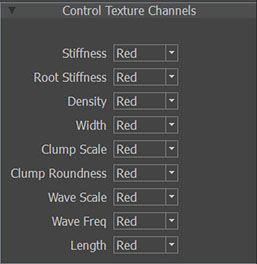 Control Texture Channels
Stiffness Red
Root Stiffness Red
Density Red
Width Red
Clump Scale Red
Clump Roundness Red
Wave Scale Red
Wave Freq Red
Length Red